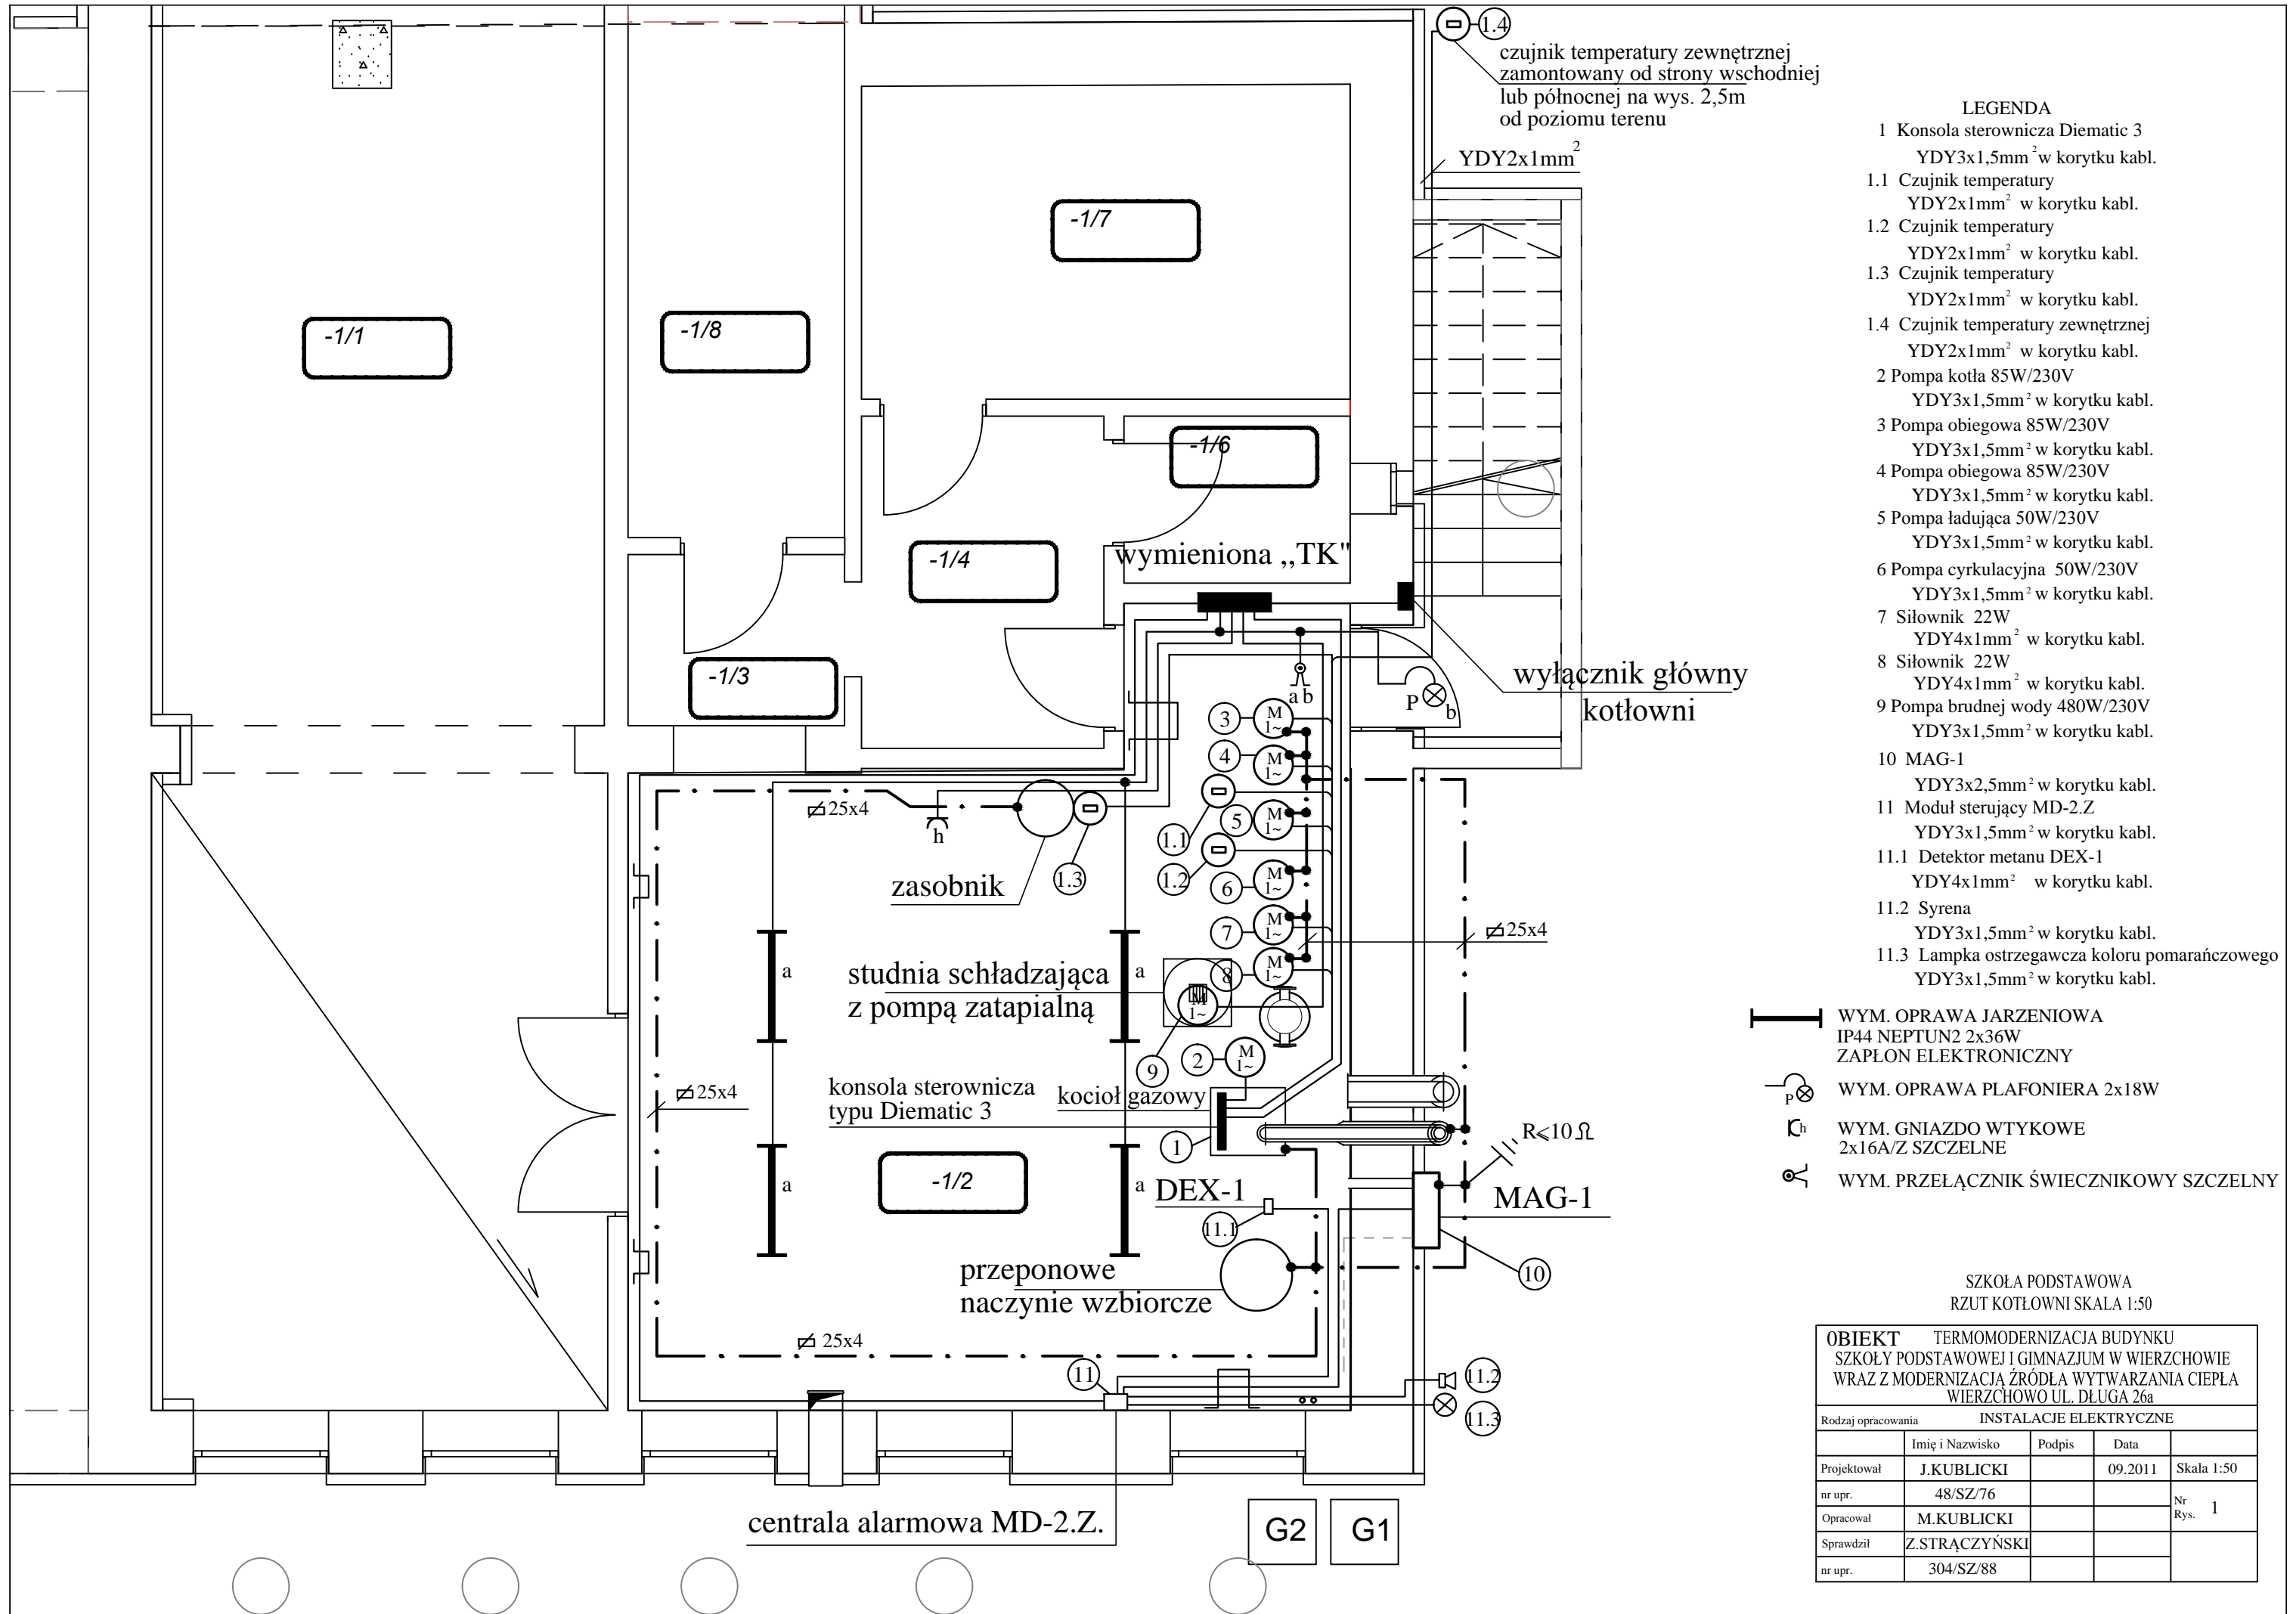 1.4
czujnik temperatury zewnętrznej
zamontowany od strony wschodniej
lub północnej na wys. 2,5m
od poziomu terenu
YDY2x1mm²
-1/7
-1/1
-1/8
-1/6
-1/4
wymieniona ,,TK"
-1/3
wyłącznik główny
kotłowni
a b
P
b
3
M
1~
4
M
1~
1.1
5
M
1~
1.2
6
M
1~
7
M
1~
8
M
1~
25x4
h
zasobnik
1.3
25x4
a
studnia schładzająca
z pompą zatapialną
a
M
1~
9
2
M
1~
25x4
konsola sterownicza
typu Diematic 3
kocioł gazowy
1
R⩽10 Ω
a
-1/2
a
DEX-1
11.1
MAG-1
10
przeponowe
naczynie wzbiorcze
25x4
11
11.2
11.3
centrala alarmowa MD-2.Z.
G2
G1
LEGENDA
1 Konsola sterownicza Diematic 3
YDY3x1,5mm² w korytku kabl.
1.1 Czujnik temperatury
YDY2x1mm² w korytku kabl.
1.2 Czujnik temperatury
YDY2x1mm² w korytku kabl.
1.3 Czujnik temperatury
YDY2x1mm² w korytku kabl.
1.4 Czujnik temperatury zewnętrznej
YDY2x1mm² w korytku kabl.
2 Pompa kotła 85W/230V
YDY3x1,5mm² w korytku kabl.
3 Pompa obiegowa 85W/230V
YDY3x1,5mm² w korytku kabl.
4 Pompa obiegowa 85W/230V
YDY3x1,5mm² w korytku kabl.
5 Pompa ładująca 50W/230V
YDY3x1,5mm² w korytku kabl.
6 Pompa cyrkulacyjna 50W/230V
YDY3x1,5mm² w korytku kabl.
7 Siłownik 22W
YDY4x1mm² w korytku kabl.
8 Siłownik 22W
YDY4x1mm² w korytku kabl.
9 Pompa brudnej wody 480W/230V
YDY3x1,5mm² w korytku kabl.
10 MAG-1
YDY3x2,5mm² w korytku kabl.
11 Moduł sterujący MD-2.Z
YDY3x1,5mm² w korytku kabl.
11.1 Detektor metanu DEX-1
YDY4x1mm² w korytku kabl.
11.2 Syrena
YDY3x1,5mm² w korytku kabl.
11.3 Lampka ostrzegawcza koloru pomarańczowego
YDY3x1,5mm² w korytku kabl.
WYM. OPRAWA JARZENIOWA
IP44 NEPTUN2 2x36W
ZAPŁON ELEKTRONICZNY
P
WYM. OPRAWA PLAFONIERA 2x18W
h
WYM. GNIAZDO WTYKOWE
2x16A/Z SZCZELNE
WYM. PRZEŁĄCZNIK ŚWIECZNIKOWY SZCZELNY
SZKOŁA PODSTAWOWA
RZUT KOTŁOWNI SKALA 1:50
OBIEKT TERMOMODERNIZACJA BUDYNKU
SZKOŁY PODSTAWOWEJ I GIMNAZJUM W WIERZCHOWIE
WRAZ Z MODERNIZACJĄ ŹRÓDŁA WYTWARZANIA CIEPŁA
WIERZCHOWO UL. DŁUGA 26a
Rodzaj opracowania INSTALACJE ELEKTRYCZNE
Imię i Nazwisko Podpis Data
Projektował J.KUBLICKI 09.2011 Skala 1:50
nr upr. 48/SZ/76
Nr
Rys. 1
Opracował M.KUBLICKI
Sprawdził Z.STRĄCZYŃSKI
nr upr. 304/SZ/88